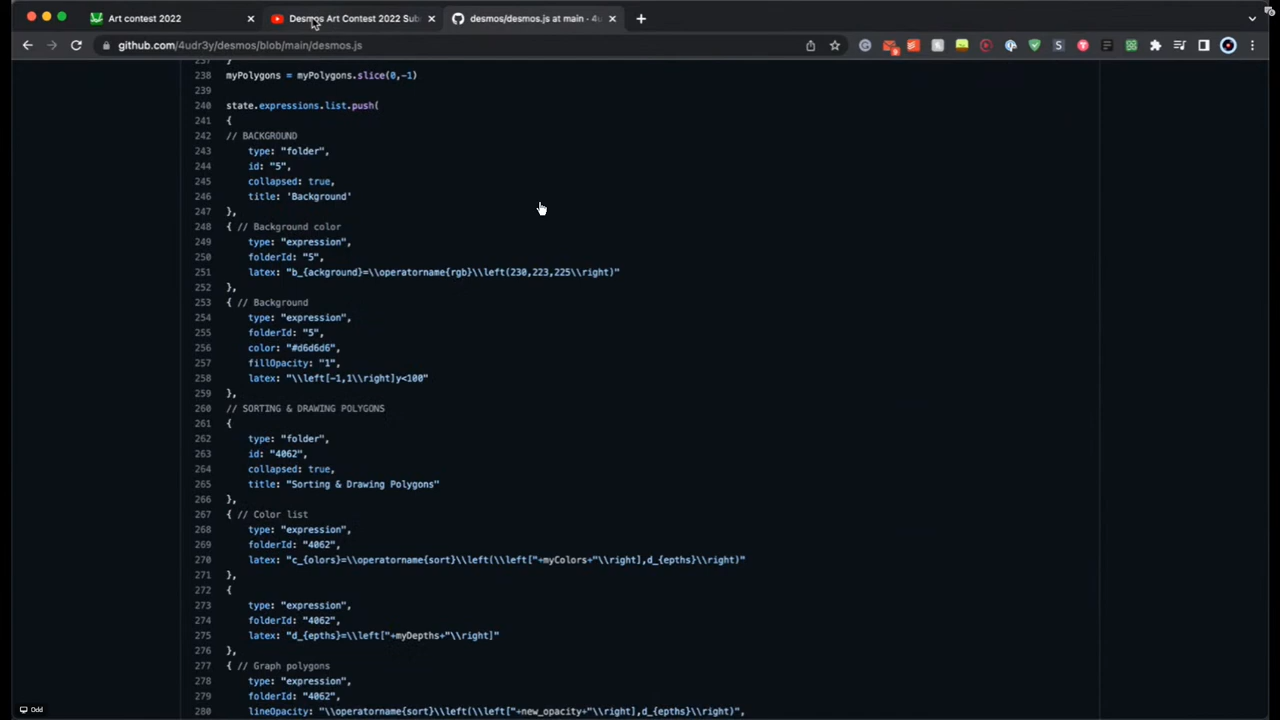 Art contest 2022
Desmos Art Contest 2022 Sub
desmos/desmos.js at main · 4u
github.com/4udr3y/desmos/blob/main/desmos.js
237 }
238 myPolygons = myPolygons.slice(0,-1)
239
240 state.expressions.list.push(
241 {
242 // BACKGROUND
243 type: "folder",
244 id: "5",
245 collapsed: true,
246 title: 'Background'
247 },
248 { // Background color
249 type: "expression",
250 folderId: "5",
251 latex: "b_{ackground}=\\operatorname{rgb}\\left(230,223,225\\right)"
252 },
253 { // Background
254 type: "expression",
255 folderId: "5",
256 color: "#d6d6d6",
257 fillOpacity: "1",
258 latex: "\\left[-1,1\\right]y<100"
259 },
260 // SORTING & DRAWING POLYGONS
261 {
262 type: "folder",
263 id: "4062",
264 collapsed: true,
265 title: "Sorting & Drawing Polygons"
266 },
267 { // Color list
268 type: "expression",
269 folderId: "4062",
270 latex: "c_{olors}=\\operatorname{sort}\\left(\\left["+myColors+"\\right],d_{epths}\\right)"
271 },
272 {
273 type: "expression",
274 folderId: "4062",
275 latex: "d_{epths}=\\left["+myDepths+"\\right]"
276 },
277 { // Graph polygons
278 type: "expression",
279 folderId: "4062",
280 lineOpacity: "\\operatorname{sort}\\left(\\left["+new_opacity+"\\right],d_{epths}\\right)",
Odd